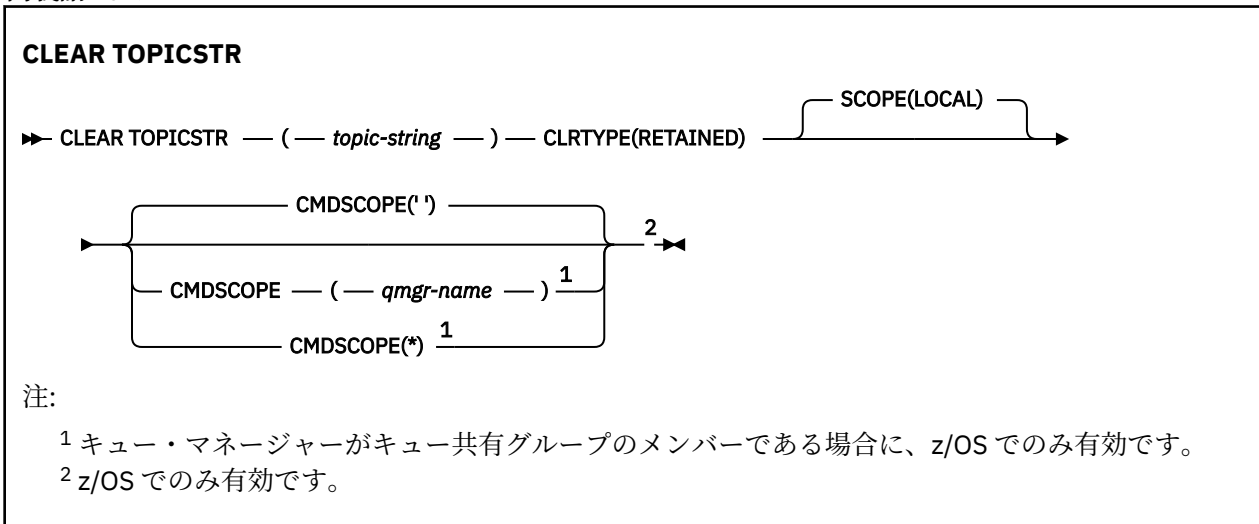 CLEAR TOPICSTR
SCOPE(LOCAL)
CLEAR TOPICSTR ( topic-string ) CLRTYPE(RETAINED)
CMDSCOPE(' ')
2
CMDSCOPE ( qmgr-name ) 1
CMDSCOPE(*) 1
注:
1 キュー・マネージャーがキュー共有グループのメンバーである場合に、z/OS でのみ有効です。
2 z/OS でのみ有効です。